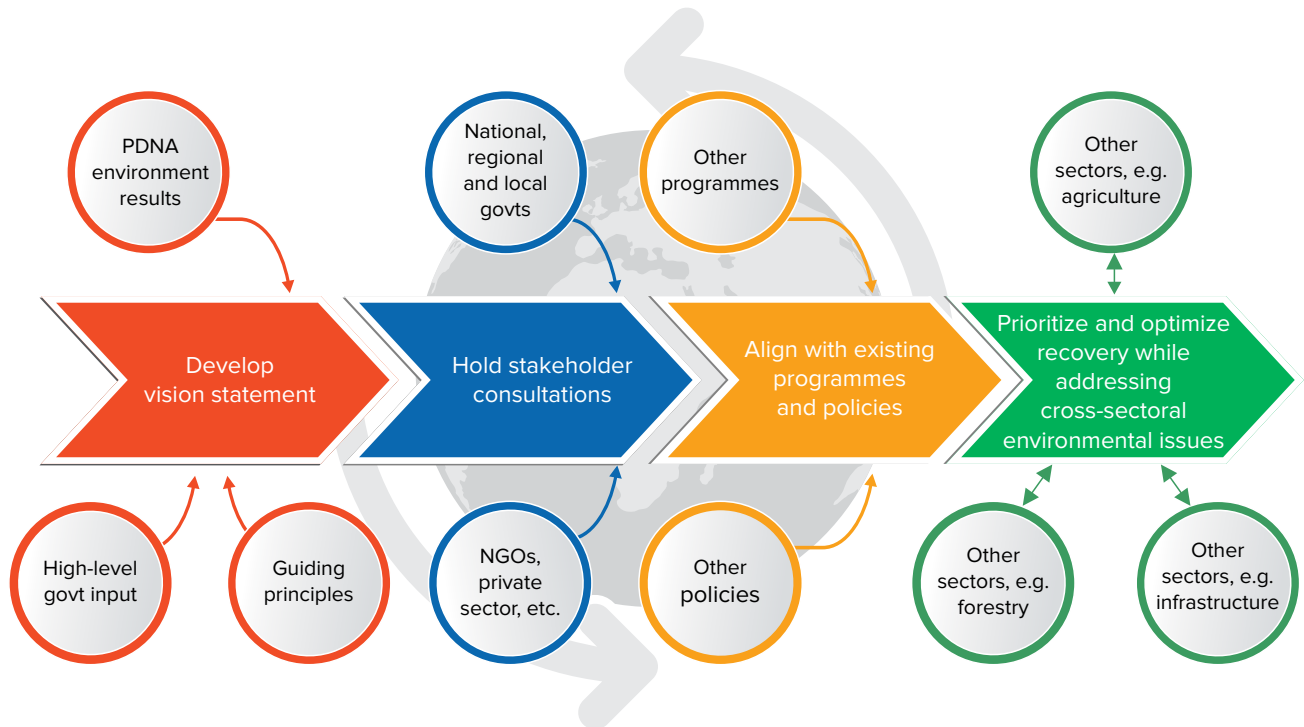 PDNA
environment
results
National,
regional
and local
govts
Other
programmes
Other
sectors, e.g.
agriculture
Develop
vision statement
Hold stakeholder
consultations
Align with existing
programmes
and policies
Prioritize and optimize
recovery while
addressing
cross-sectoral
environmental issues
High-level
govt input
Guiding
principles
NGOs,
private
sector, etc.
Other
policies
Other
sectors, e.g.
forestry
Other
sectors, e.g.
infrastructure